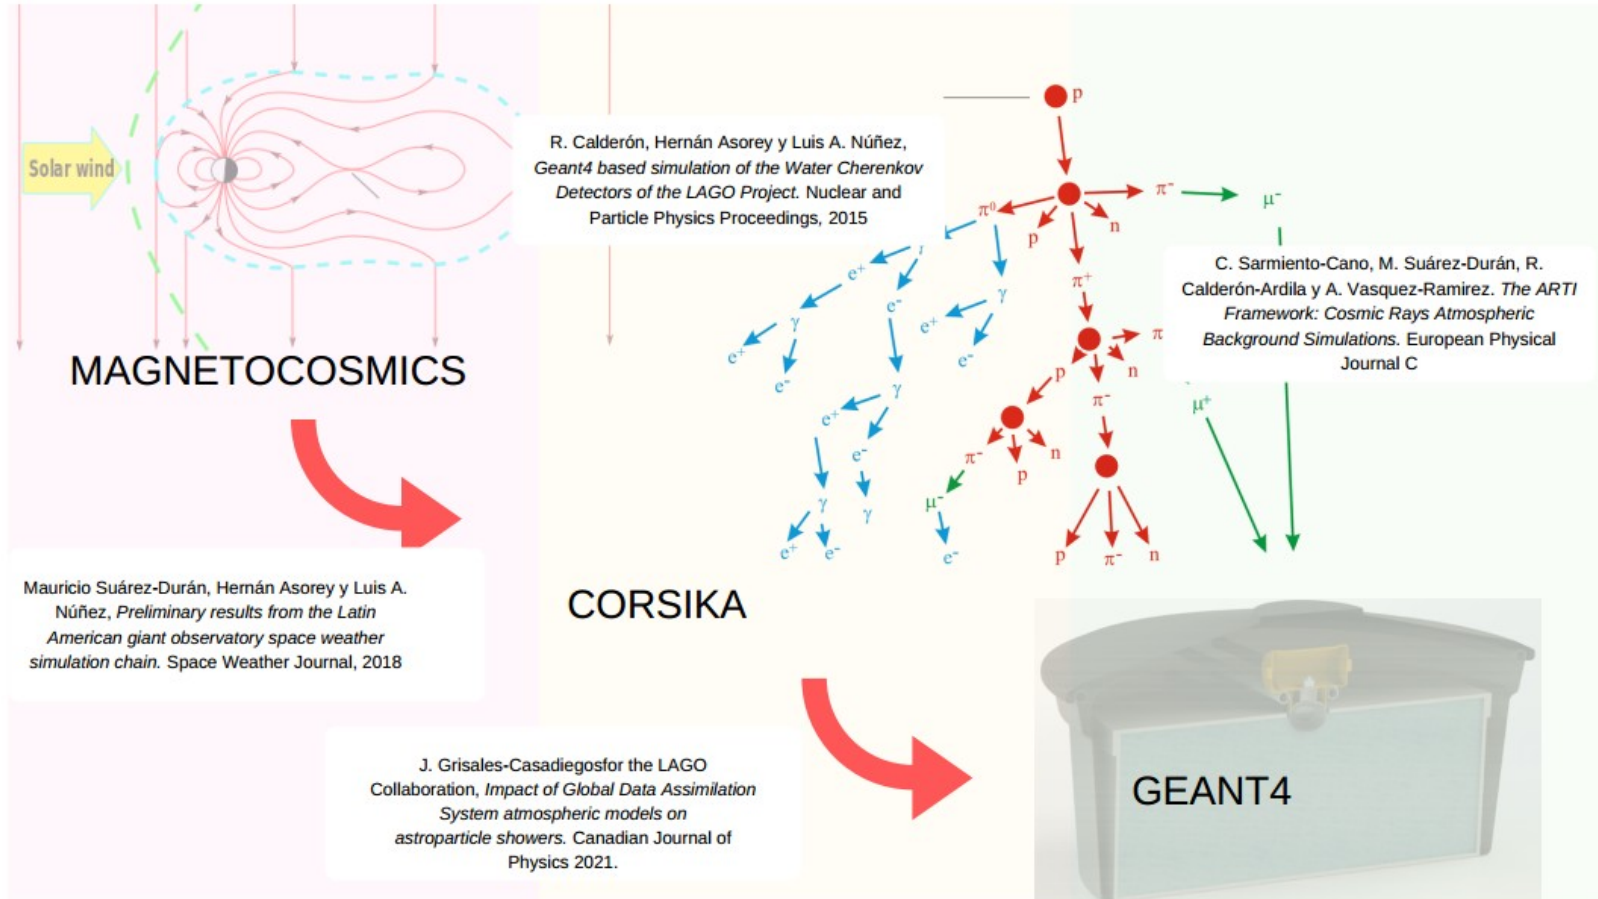 Solar wind
MAGNETOCOSMICS
Mauricio Suárez-Durán, Hernán Asorey y Luis A.
Núñez, Preliminary results from the Latin
American giant observatory space weather
simulation chain. Space Weather Journal, 2018
R. Calderón, Hernán Asorey y Luis A. Núñez,
Geant4 based simulation of the Water Cherenkov
Detectors of the LAGO Project. Nuclear and
Particle Physics Proceedings, 2015
p
π⁰
p
n
π⁻
μ⁻
e⁺
e⁻
γ
π⁺
γ
e⁺
e⁻
e⁺
e⁻
π
n
p
γ
e⁺
e⁻
π⁻
μ⁺
π⁻
p
n
γ
γ
μ⁻
e⁺
e⁻
e⁻
p
π⁻
n
C. Sarmiento-Cano, M. Suárez-Durán, R.
Calderón-Ardila y A. Vasquez-Ramirez. The ARTI
Framework: Cosmic Rays Atmospheric
Background Simulations. European Physical
Journal C
CORSIKA
J. Grisales-Casadiegosfor the LAGO
Collaboration, Impact of Global Data Assimilation
System atmospheric models on
astroparticle showers. Canadian Journal of
Physics 2021.
GEANT4